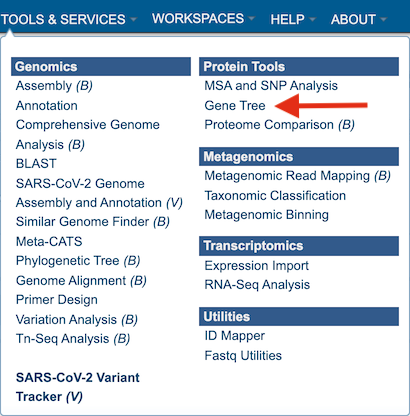 TOOLS & SERVICES WORKSPACES HELP ABOUT
Genomics
Assembly (B)
Annotation
Comprehensive Genome
Analysis (B)
BLAST
SARS-CoV-2 Genome
Assembly and Annotation (V)
Similar Genome Finder (B)
Meta-CATS
Phylogenetic Tree (B)
Genome Alignment (B)
Primer Design
Variation Analysis (B)
Tn-Seq Analysis (B)
SARS-CoV-2 Variant
Tracker (V)
Protein Tools
MSA and SNP Analysis
Gene Tree
Proteome Comparison (B)
Metagenomics
Metagenomic Read Mapping (B)
Taxonomic Classification
Metagenomic Binning
Transcriptomics
Expression Import
RNA-Seq Analysis
Utilities
ID Mapper
Fastq Utilities